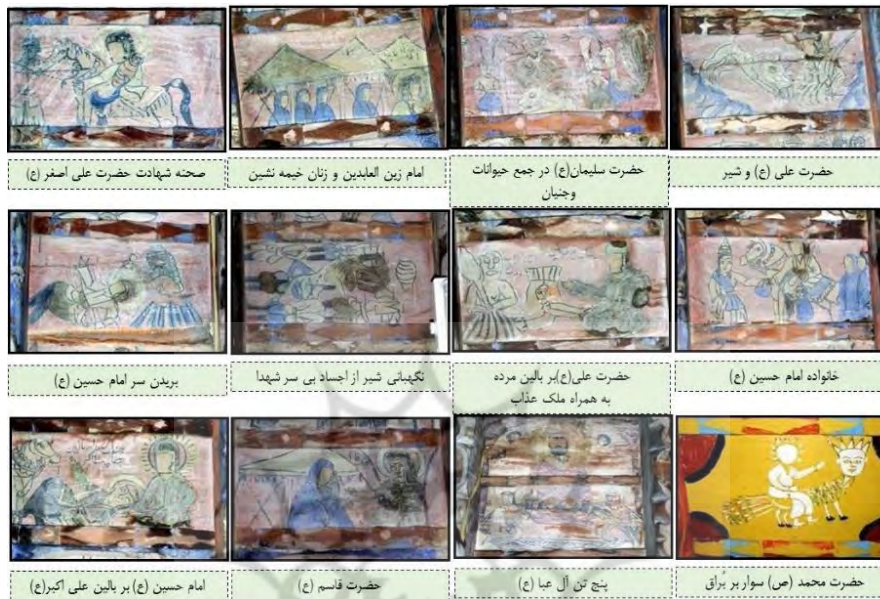 حضرت علی (ع) و شیر
حضرت سلیمان(ع) در جمع حیوانات
وجنیان
امام زین العابدین و زنان خیمه نشین
صحنه شهادت حضرت علی اصغر (ع)
خانواده امام حسین (ع)
حضرت علی(ع)بر بالین مرده
به همراه ملک عذاب
نگهبانی شیر از اجساد بی سر شهدا
بریدن سر امام حسین (ع)
حضرت محمد (ص) سوار بر بُراق
پنج تن آل عبا (ع)
حضرت قاسم (ع)
امام حسین (ع) بر بالین علی اکبر(ع)